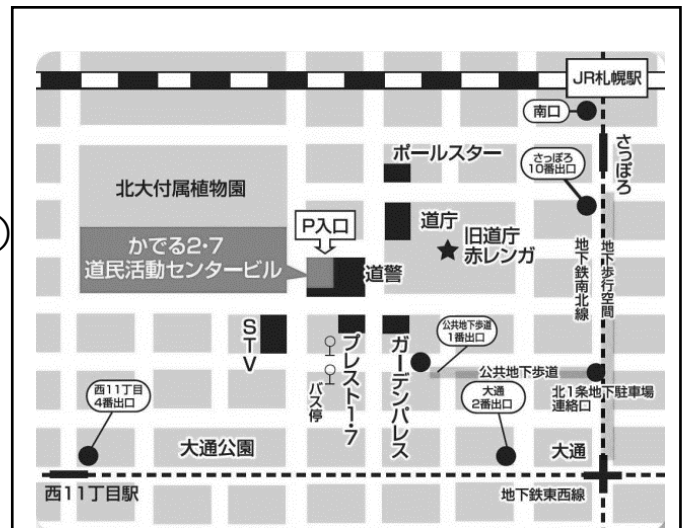 JR札幌駅
南口
さっぽろ
ポールスター
さっぽろ
10番出口
北大付属植物園
P入口
道庁
旧道庁
赤レンガ
かでる2・7
道民活動センタービル
道警
地下鉄南北線
地下歩行空間
STV
プレスト1・7
ガーデンパレス
公共地下歩道
1番出口
バス停
公共地下歩道
西11丁目
4番出口
大通
2番出口
北1条地下駐車場
連絡口
大通公園
大通
西11丁目駅
地下鉄東西線